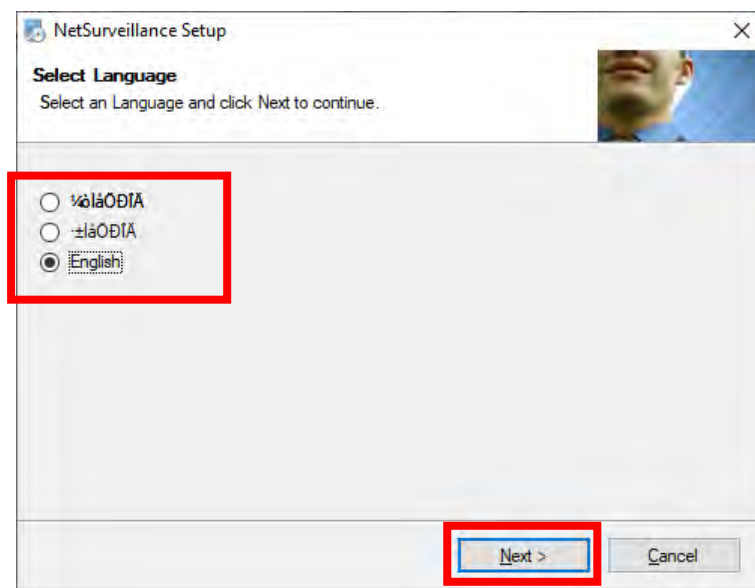 NetSurveillance Setup
Select Language
Select an Language and click Next to continue.
¼òÌåÖÐÎÄ
·±ÌåÖÐÎÄ
English
Next >
Cancel